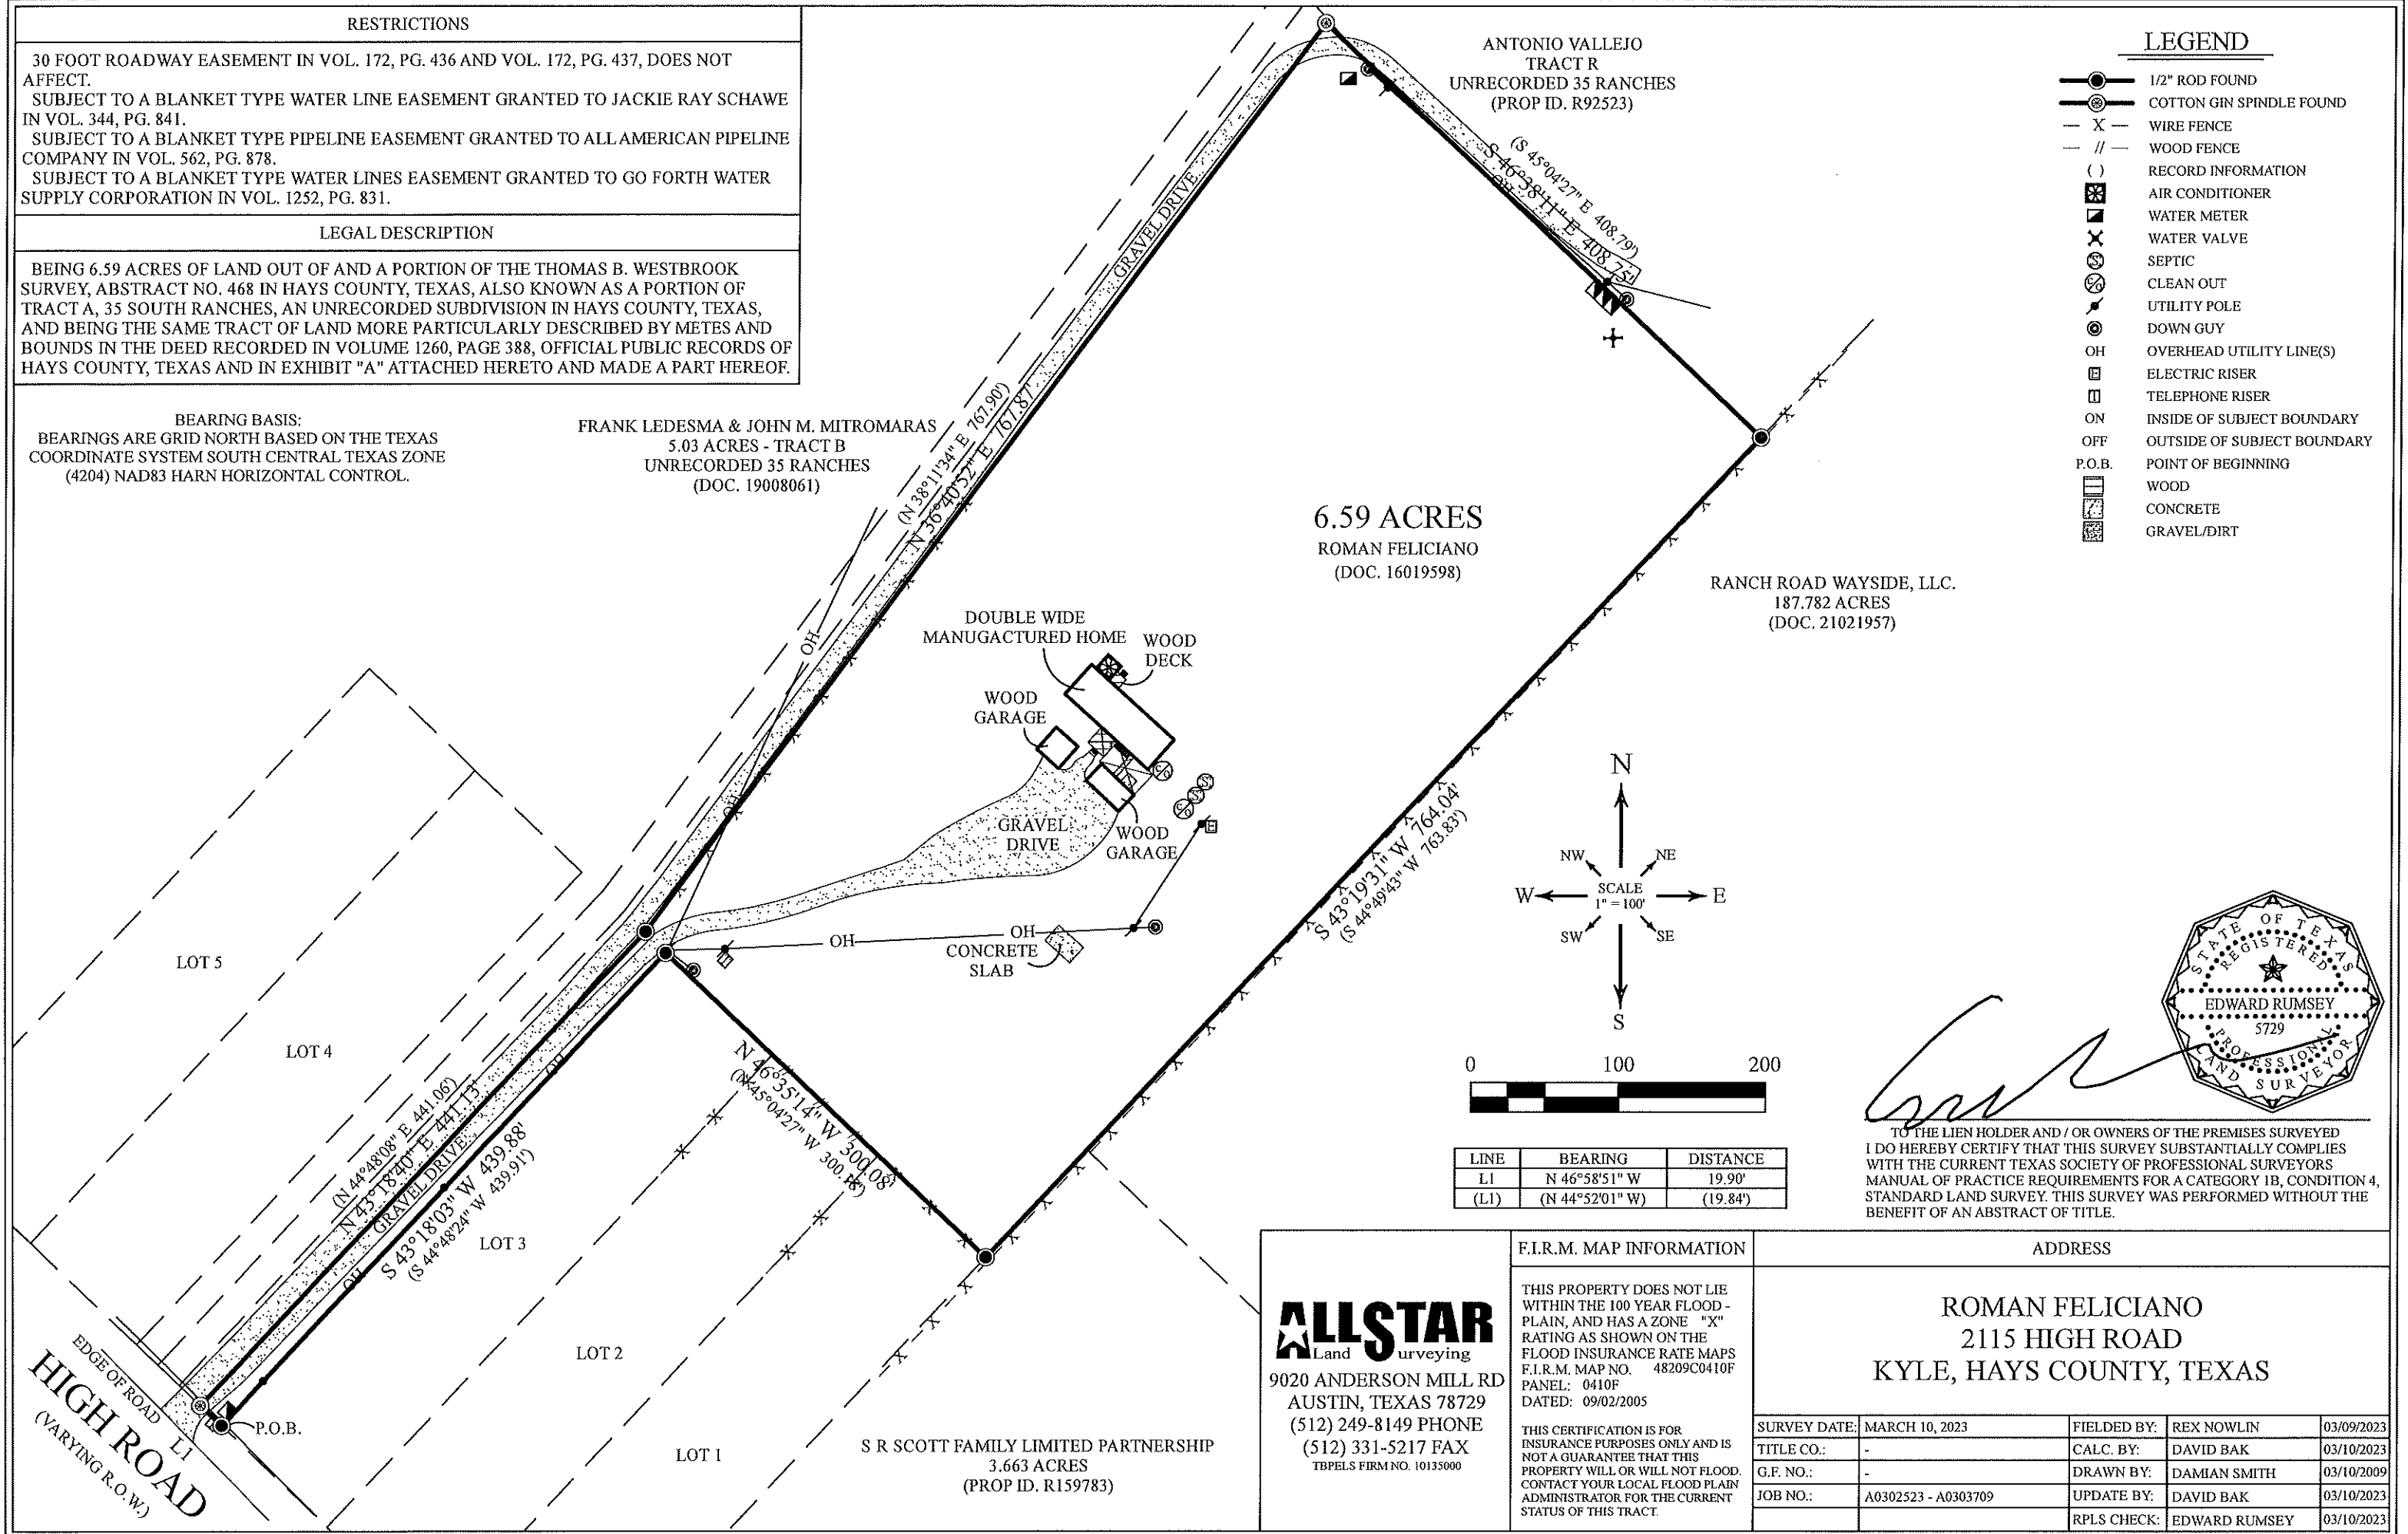 RESTRICTIONS
30 FOOT ROADWAY EASEMENT IN VOL. 172, PG. 436 AND VOL. 172, PG. 437, DOES NOT
AFFECT.
SUBJECT TO A BLANKET TYPE WATER LINE EASEMENT GRANTED TO JACKIE RAY SCHAWE
IN VOL. 344, PG. 841.
SUBJECT TO A BLANKET TYPE PIPELINE EASEMENT GRANTED TO ALL AMERICAN PIPELINE
COMPANY IN VOL. 562, PG. 878.
SUBJECT TO A BLANKET TYPE WATER LINES EASEMENT GRANTED TO GO FORTH WATER
SUPPLY CORPORATION IN VOL. 1252, PG. 831.
LEGAL DESCRIPTION
BEING 6.59 ACRES OF LAND OUT OF AND A PORTION OF THE THOMAS B. WESTBROOK
SURVEY, ABSTRACT NO. 468 IN HAYS COUNTY, TEXAS, ALSO KNOWN AS A PORTION OF
TRACT A, 35 SOUTH RANCHES, AN UNRECORDED SUBDIVISION IN HAYS COUNTY, TEXAS,
AND BEING THE SAME TRACT OF LAND MORE PARTICULARLY DESCRIBED BY METES AND
BOUNDS IN THE DEED RECORDED IN VOLUME 1260, PAGE 388, OFFICIAL PUBLIC RECORDS OF
HAYS COUNTY, TEXAS AND IN EXHIBIT "A" ATTACHED HERETO AND MADE A PART HEREOF.
BEARING BASIS:
BEARINGS ARE GRID NORTH BASED ON THE TEXAS
COORDINATE SYSTEM SOUTH CENTRAL TEXAS ZONE
(4204) NAD83 HARN HORIZONTAL CONTROL.
FRANK LEDESMA & JOHN M. MITROMARAS
5.03 ACRES - TRACT B
UNRECORDED 35 RANCHES
(DOC. 19008061)
ANTONIO VALLEJO
TRACT R
UNRECORDED 35 RANCHES
(PROP ID. R92523)
LEGEND
1/2" ROD FOUND
COTTON GIN SPINDLE FOUND
X WIRE FENCE
// WOOD FENCE
( ) RECORD INFORMATION
AIR CONDITIONER
WATER METER
WATER VALVE
S SEPTIC
C/O CLEAN OUT
UTILITY POLE
DOWN GUY
OH OVERHEAD UTILITY LINE(S)
E ELECTRIC RISER
T TELEPHONE RISER
ON INSIDE OF SUBJECT BOUNDARY
OFF OUTSIDE OF SUBJECT BOUNDARY
P.O.B. POINT OF BEGINNING
WOOD
CONCRETE
GRAVEL/DIRT
GRAVEL DRIVE
(S 45°04'27" E 408.79')
S 46°38'11" E 408.75'
OH
(N 38°11'34" E 767.90')
N 36°40'52" E 767.87'
6.59 ACRES
ROMAN FELICIANO
(DOC. 16019598)
RANCH ROAD WAYSIDE, LLC.
187.782 ACRES
(DOC. 21021957)
DOUBLE WIDE
MANUGACTURED HOME
WOOD
DECK
WOOD
GARAGE
OH
OH
GRAVEL
DRIVE
WOOD
GARAGE
C/O
S
S
C/O
E
OH
OH
CONCRETE
SLAB
S 43°19'31" W 764.04'
(S 44°49'43" W 763.83')
N
NW
NE
W
SCALE
1" = 100'
E
SW
SE
S
0 100 200
LOT 5
LOT 4
LOT 3
LOT 2
LOT 1
(N 44°48'08" E 441.06')
N 43°18'40" E 441.13'
GRAVEL DRIVE
S 43°18'03" W 439.88'
(S 44°48'24" W 439.91')
OH
OH
N 46°35'14" W 300.08'
(N 45°04'27" W 300.18')
EDGE OF ROAD
HIGH ROAD
(VARYING R.O.W.)
L1
P.O.B.
S R SCOTT FAMILY LIMITED PARTNERSHIP
3.663 ACRES
(PROP ID. R159783)
LINE BEARING DISTANCE
L1 N 46°58'51" W 19.90'
(L1) (N 44°52'01" W) (19.84')
STATE OF TEXAS
REGISTERED
EDWARD RUMSEY
5729
PROFESSIONAL
LAND SURVEYOR
TO THE LIEN HOLDER AND / OR OWNERS OF THE PREMISES SURVEYED
I DO HEREBY CERTIFY THAT THIS SURVEY SUBSTANTIALLY COMPLIES
WITH THE CURRENT TEXAS SOCIETY OF PROFESSIONAL SURVEYORS
MANUAL OF PRACTICE REQUIREMENTS FOR A CATEGORY 1B, CONDITION 4,
STANDARD LAND SURVEY. THIS SURVEY WAS PERFORMED WITHOUT THE
BENEFIT OF AN ABSTRACT OF TITLE.
ALLSTAR
Land Surveying
9020 ANDERSON MILL RD
AUSTIN, TEXAS 78729
(512) 249-8149 PHONE
(512) 331-5217 FAX
TBPELS FIRM NO. 10135000
F.I.R.M. MAP INFORMATION
THIS PROPERTY DOES NOT LIE
WITHIN THE 100 YEAR FLOOD -
PLAIN, AND HAS A ZONE "X"
RATING AS SHOWN ON THE
FLOOD INSURANCE RATE MAPS
F.I.R.M. MAP NO. 48209C0410F
PANEL: 0410F
DATED: 09/02/2005
THIS CERTIFICATION IS FOR
INSURANCE PURPOSES ONLY AND IS
NOT A GUARANTEE THAT THIS
PROPERTY WILL OR WILL NOT FLOOD.
CONTACT YOUR LOCAL FLOOD PLAIN
ADMINISTRATOR FOR THE CURRENT
STATUS OF THIS TRACT.
ADDRESS
ROMAN FELICIANO
2115 HIGH ROAD
KYLE, HAYS COUNTY, TEXAS
SURVEY DATE: MARCH 10, 2023 FIELDED BY: REX NOWLIN 03/09/2023
TITLE CO.: - CALC. BY: DAVID BAK 03/10/2023
G.F. NO.: - DRAWN BY: DAMIAN SMITH 03/10/2009
JOB NO.: A0302523 - A0303709 UPDATE BY: DAVID BAK 03/10/2023
RPLS CHECK: EDWARD RUMSEY 03/10/2023